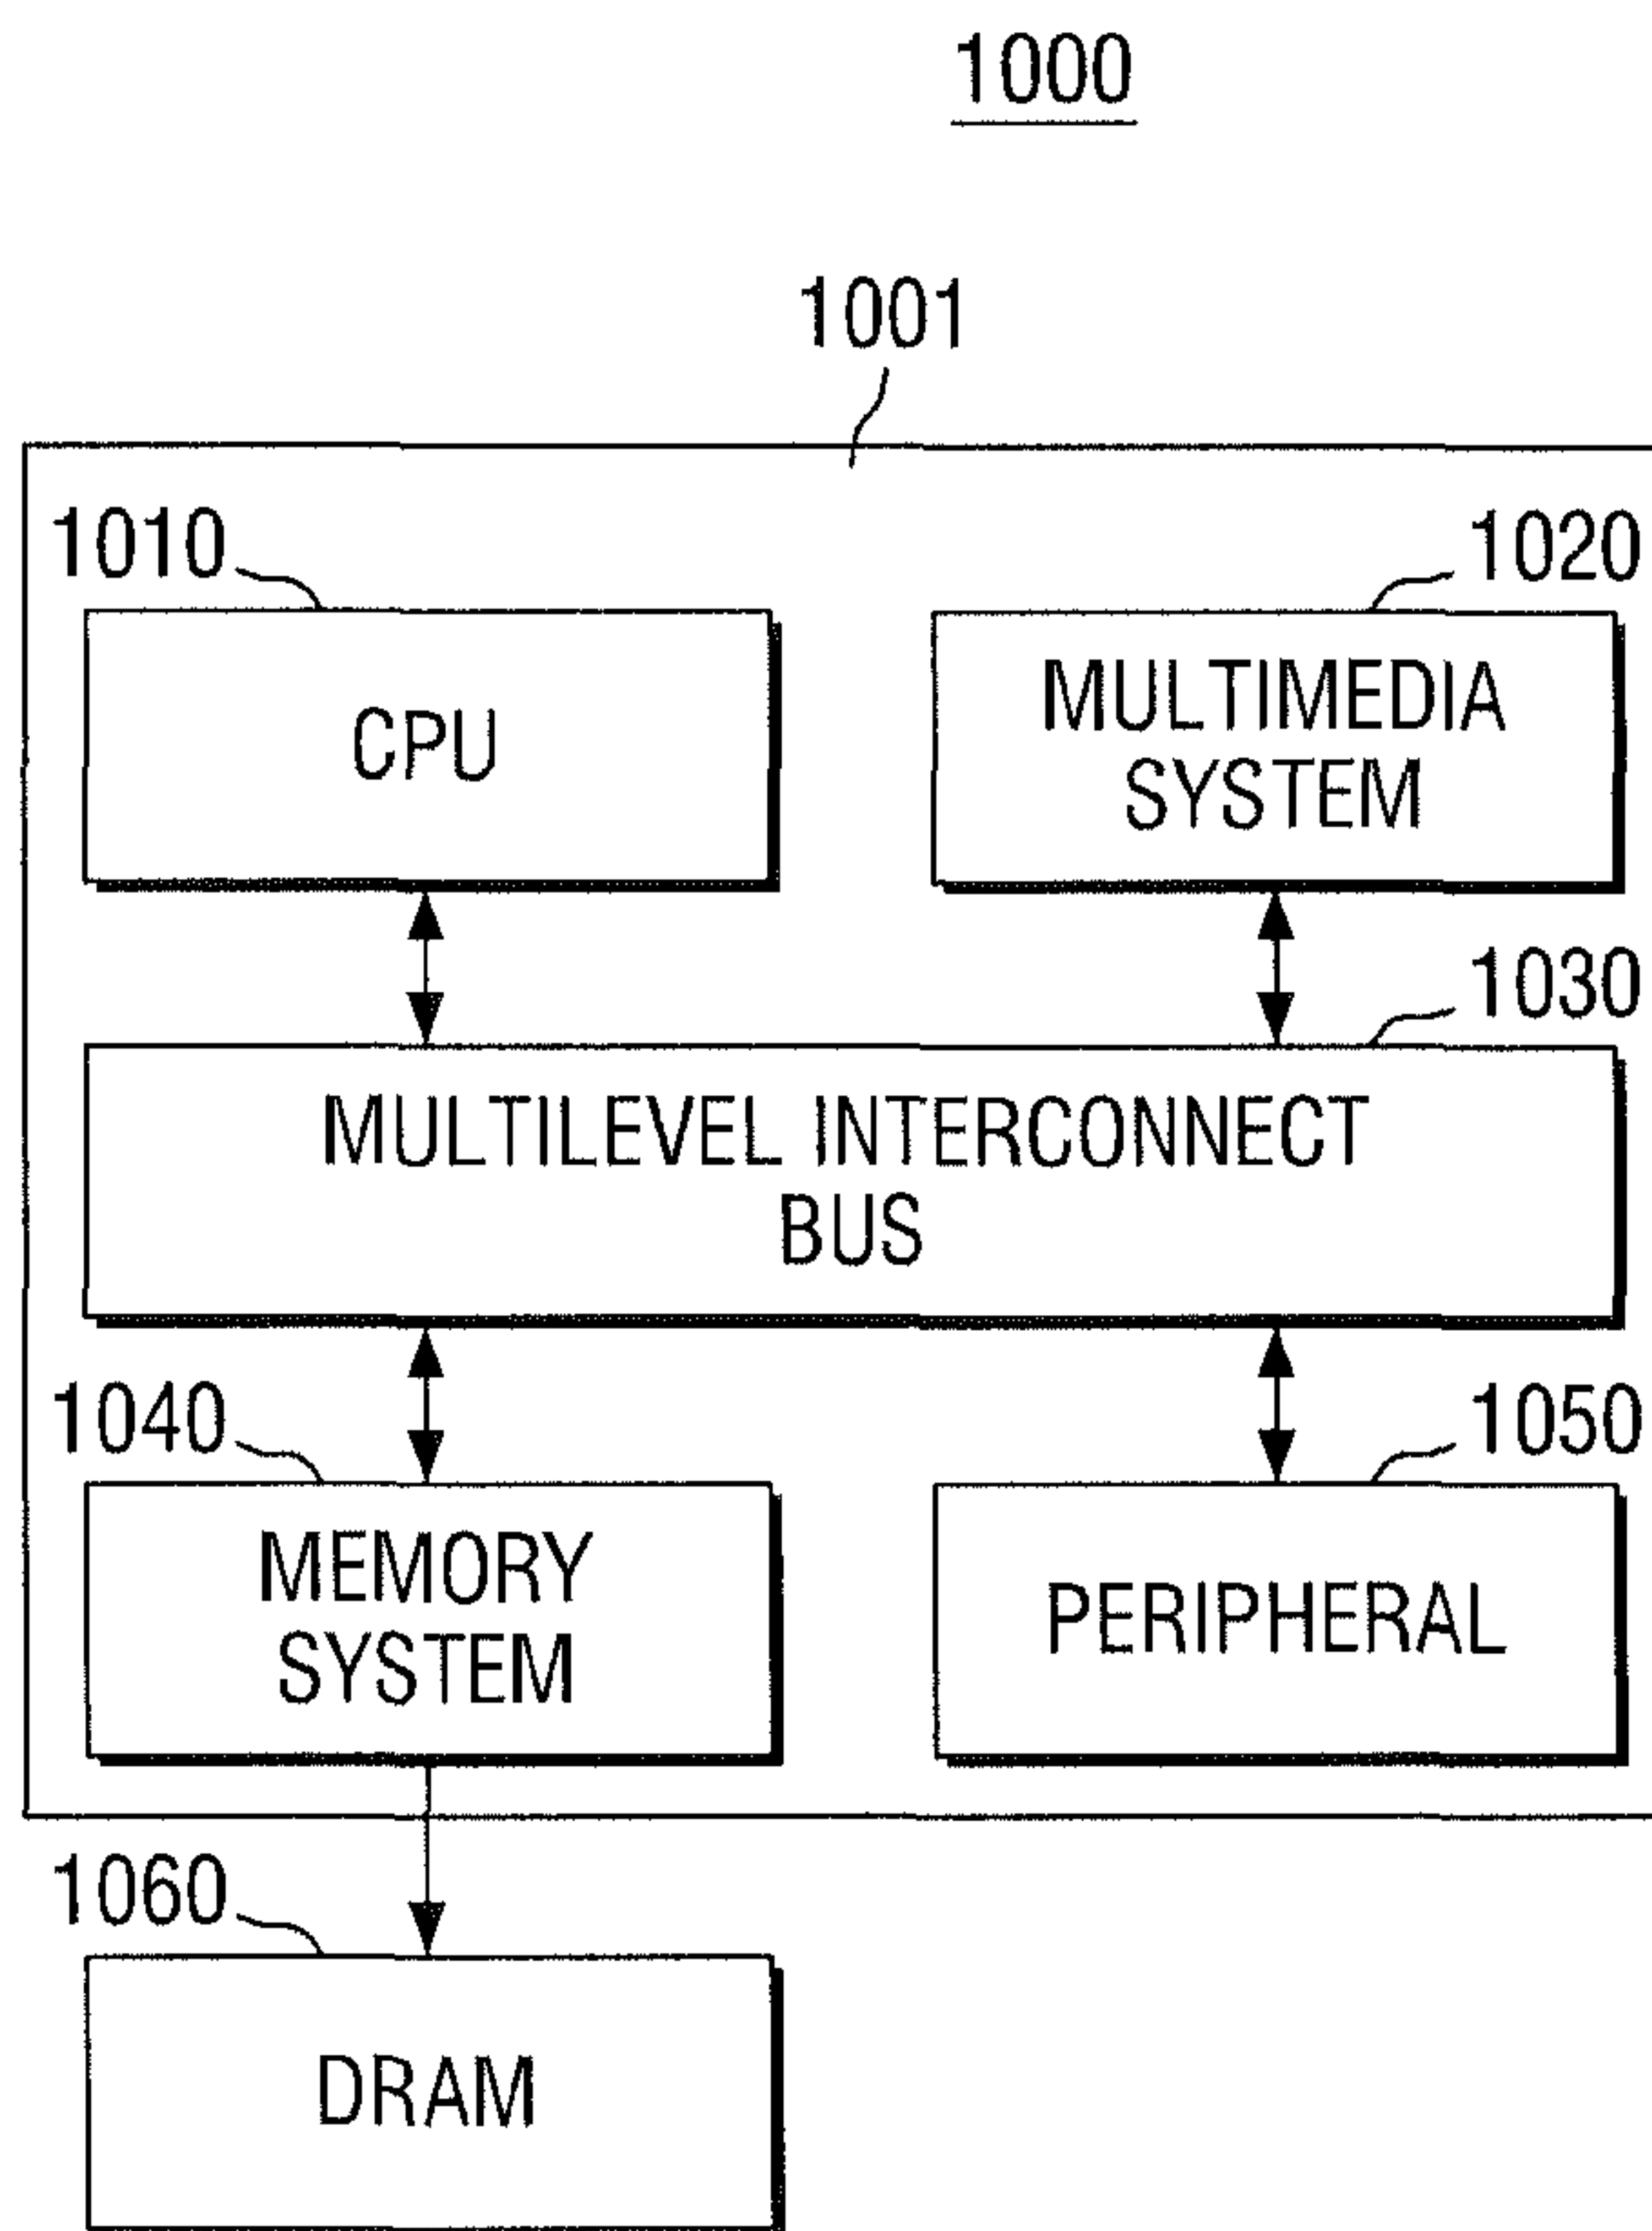 1000
1001
1010
1020
CPU
MULTIMEDIA
SYSTEM
1030
MULTILEVEL INTERCONNECT
BUS
1040
1050
MEMORY
SYSTEM
PERIPHERAL
1060
DRAM